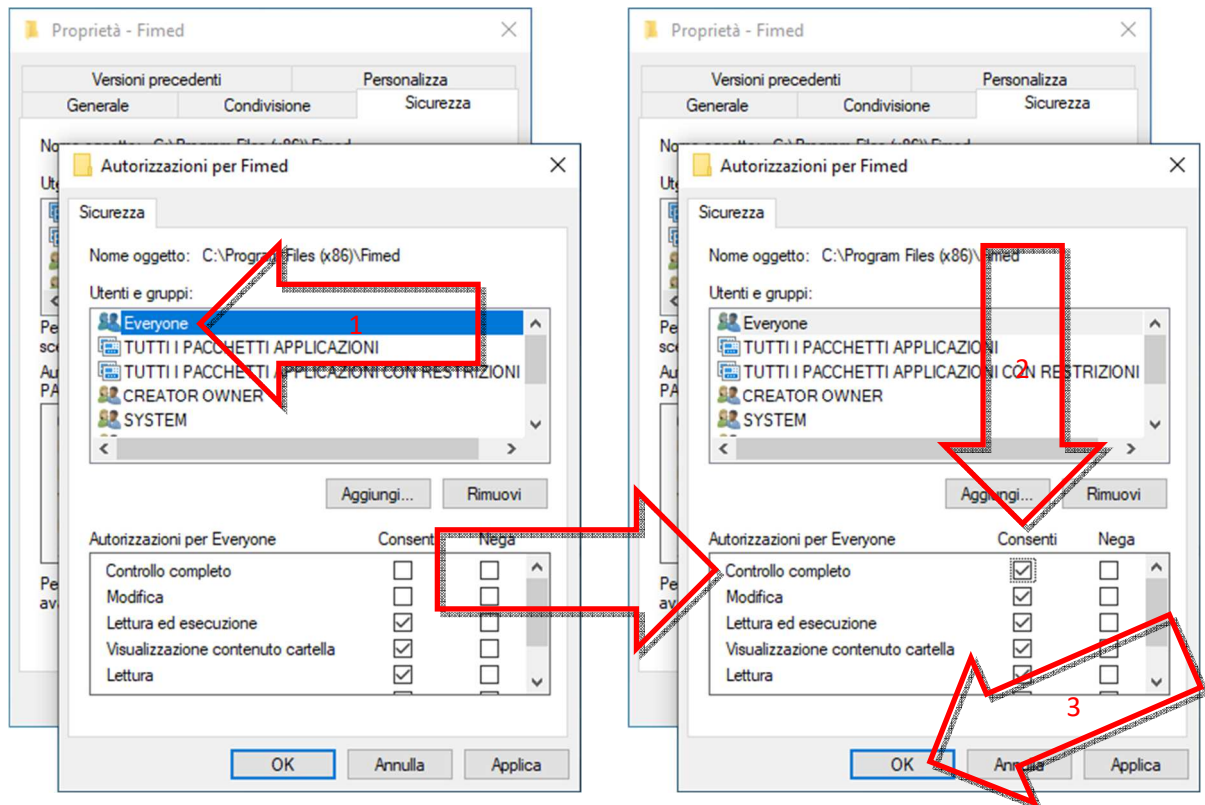 Proprietà - Fimed
Versioni precedenti
Personalizza
Generale
Condivisione
Sicurezza
Autorizzazioni per Fimed
Sicurezza
Nome oggetto: C:\Program Files (x86)\Fimed
Utenti e gruppi:
Everyone
1
TUTTI I PACCHETTI APPLICAZIONI
TUTTI I PACCHETTI APPLICAZIONI CON RESTRIZIONI
CREATOR OWNER
SYSTEM
Aggiungi...
Rimuovi
Autorizzazioni per Everyone
Consenti
Nega
Controllo completo
Modifica
Lettura ed esecuzione
Visualizzazione contenuto cartella
Lettura
OK
Annulla
Applica
Proprietà - Fimed
Versioni precedenti
Personalizza
Generale
Condivisione
Sicurezza
Autorizzazioni per Fimed
Sicurezza
Nome oggetto: C:\Program Files (x86)\Fimed
Utenti e gruppi:
Everyone
TUTTI I PACCHETTI APPLICAZIONI
TUTTI I PACCHETTI APPLICAZIONI CON RESTRIZIONI
2
CREATOR OWNER
SYSTEM
Aggiungi...
Rimuovi
Autorizzazioni per Everyone
Consenti
Nega
Controllo completo
Modifica
Lettura ed esecuzione
Visualizzazione contenuto cartella
Lettura
3
OK
Annulla
Applica